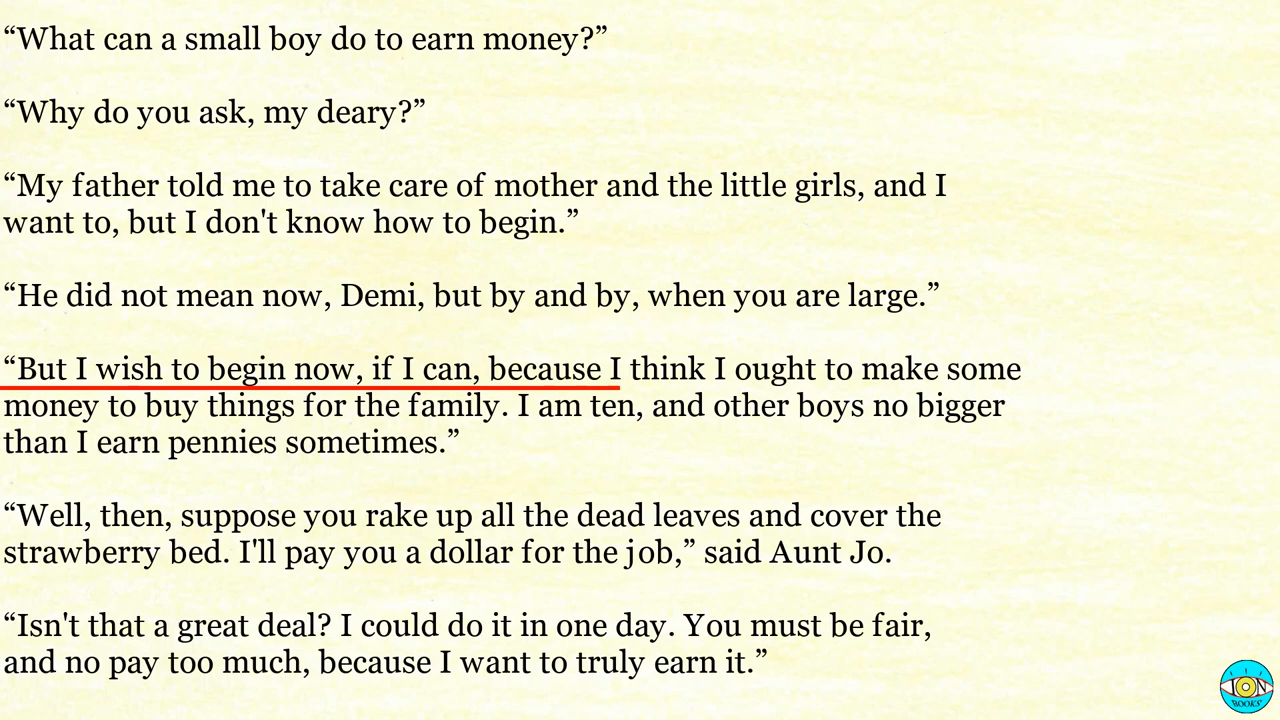 “What can a small boy do to earn money?”
“Why do you ask, my deary?”
“My father told me to take care of mother and the little girls, and I
want to, but I don't know how to begin.”
“He did not mean now, Demi, but by and by, when you are large.”
“But I wish to begin now, if I can, because I think I ought to make some
money to buy things for the family. I am ten, and other boys no bigger
than I earn pennies sometimes.”
“Well, then, suppose you rake up all the dead leaves and cover the
strawberry bed. I'll pay you a dollar for the job,” said Aunt Jo.
“Isn't that a great deal? I could do it in one day. You must be fair,
and no pay too much, because I want to truly earn it.”
ION
BOOKS